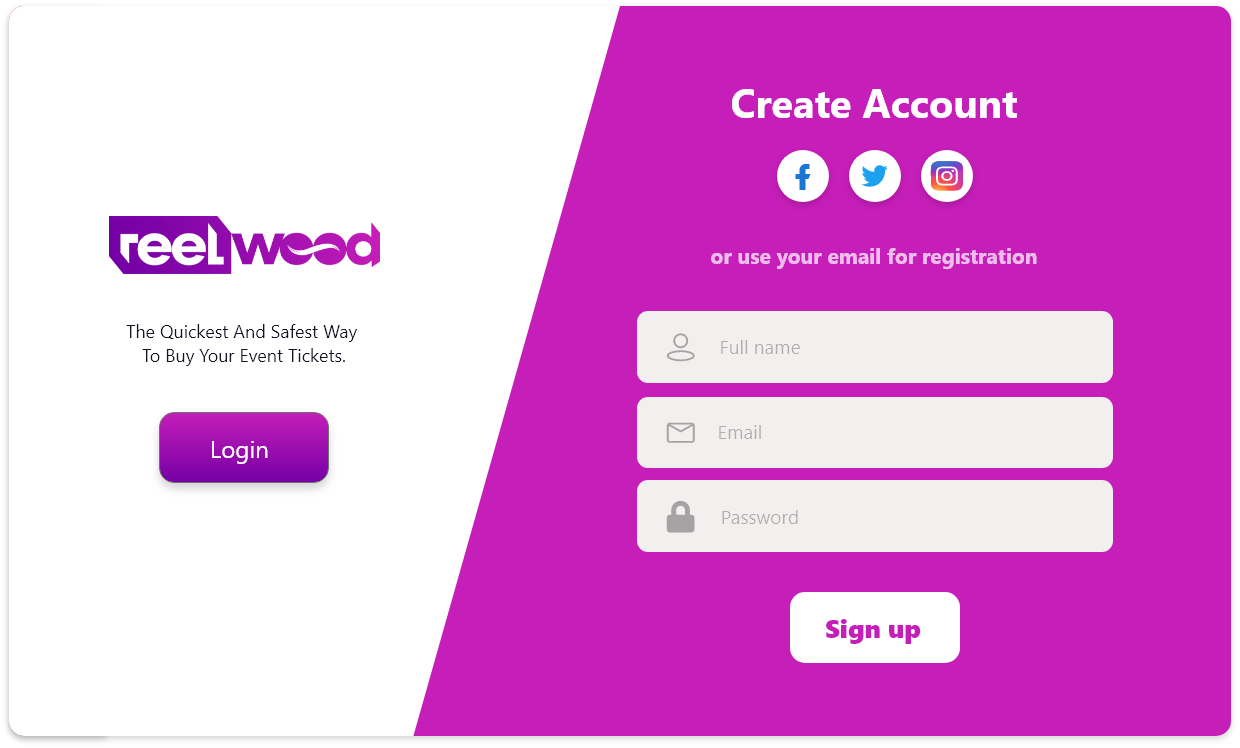 reelwood
The Quickest And Safest Way
To Buy Your Event Tickets.
Login
Create Account
or use your email for registration
Full name
Email
Password
Sign up